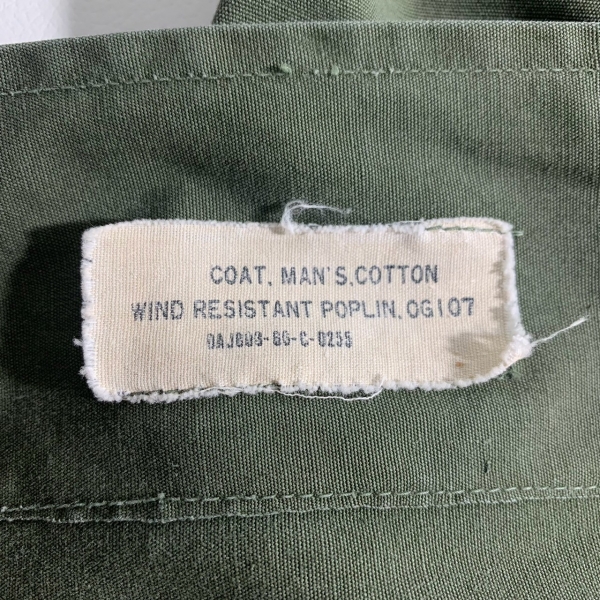 COAT, MAN'S, COTTON
WIND RESISTANT POPLIN, OG107